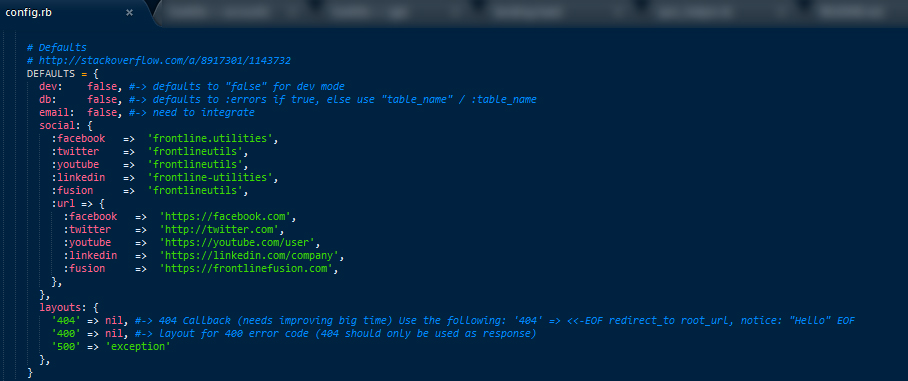 config.rb ×
# Defaults
# http://stackoverflow.com/a/8917301/1143732
DEFAULTS = {
  dev:    false, #-> defaults to "false" for dev mode
  db:     false, #-> defaults to :errors if true, else use "table_name" / :table_name
  email:  false, #-> need to integrate
  social: {
    :facebook   =>  'frontline.utilities',
    :twitter    =>  'frontlineutils',
    :youtube    =>  'frontlineutils',
    :linkedin   =>  'frontline-utilities',
    :fusion     =>  'frontlineutils',
    :url => {
      :facebook   =>  'https://facebook.com',
      :twitter    =>  'http://twitter.com',
      :youtube    =>  'https://youtube.com/user',
      :linkedin   =>  'https://linkedin.com/company',
      :fusion     =>  'https://frontlinefusion.com',
    },
  },
  layouts: {
    '404' => nil, #-> 404 Callback (needs improving big time) Use the following: '404' => <<-EOF redirect_to root_url, notice: "Hello" EOF
    '400' => nil, #-> layout for 400 error code (404 should only be used as response)
    '500' => 'exception'
  },
}